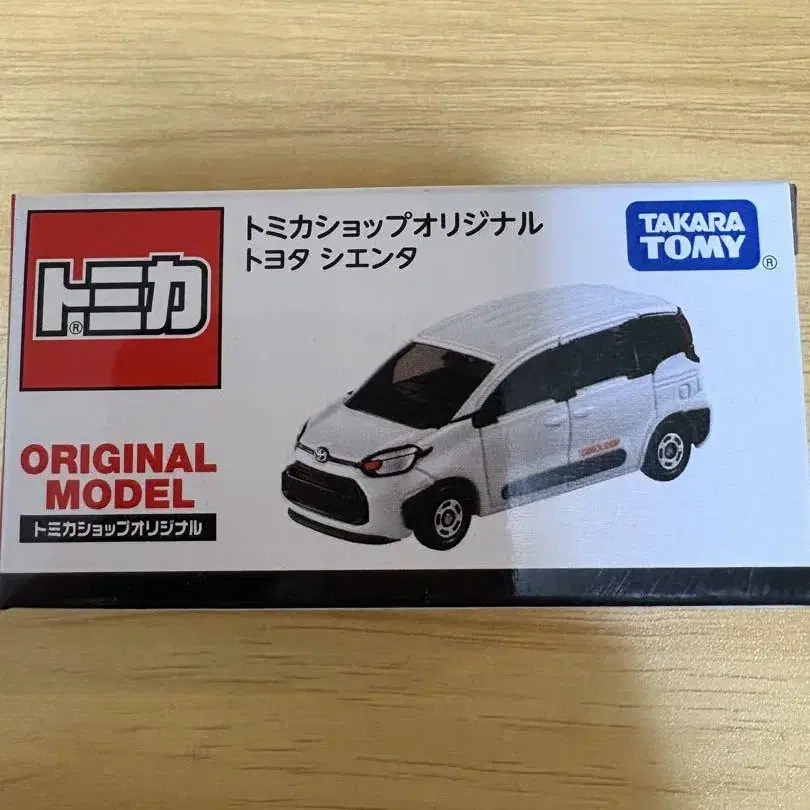 トミカショップオリジナル
トヨタ シエンタ
TAKARA
TOMY
®
トミカ
®
ORIGINAL
MODEL
トミカショップオリジナル